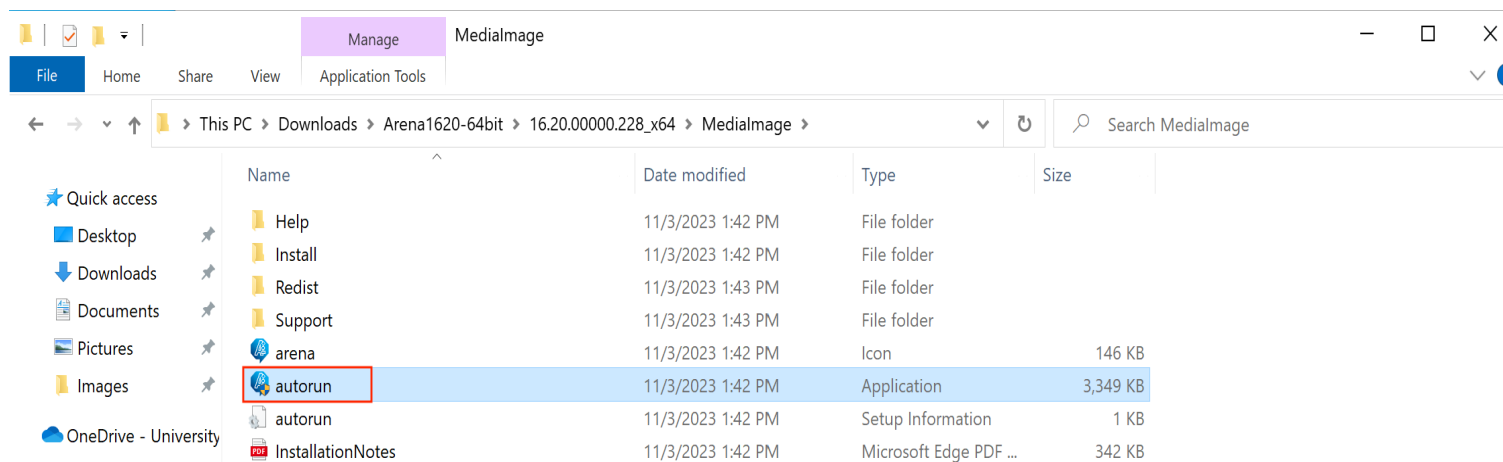 Manage MediaImage
File Home Share View Application Tools
This PC Downloads Arena1620-64bit 16.20.00000.228_x64 MediaImage Search MediaImage
Name Date modified Type Size
Quick access
Desktop
Downloads
Documents
Pictures
Images
OneDrive - University
Help 11/3/2023 1:42 PM File folder
Install 11/3/2023 1:42 PM File folder
Redist 11/3/2023 1:43 PM File folder
Support 11/3/2023 1:43 PM File folder
arena 11/3/2023 1:42 PM Icon 146 KB
autorun 11/3/2023 1:42 PM Application 3,349 KB
autorun 11/3/2023 1:42 PM Setup Information 1 KB
PDF InstallationNotes 11/3/2023 1:42 PM Microsoft Edge PDF ... 342 KB